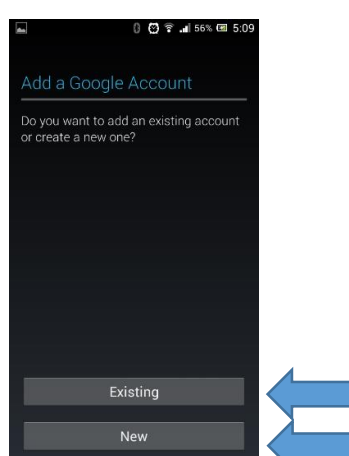 56% 5:09
Add a Google Account
Do you want to add an existing account
or create a new one?
Existing
New